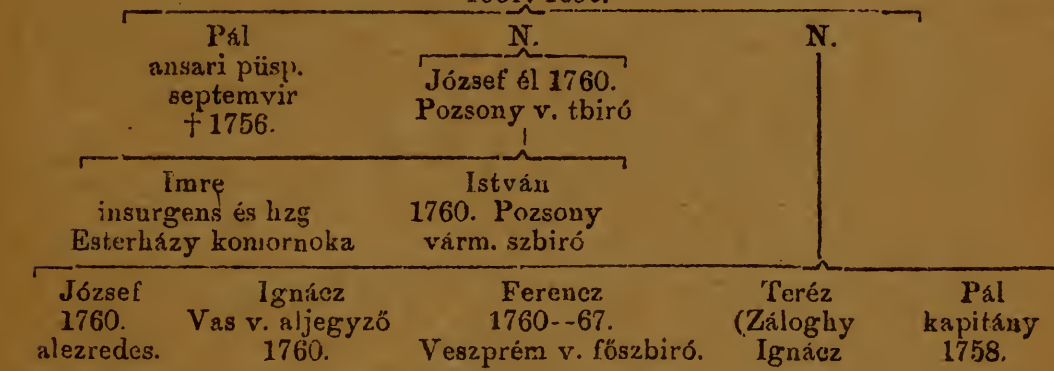 Pál N. N.
ansari püsp.
septemvir
† 1756.
József él 1760.
Pozsony v. tbiró
Imre István
insurgens és hzg 1760. Pozsony
Esterházy komornoka várm. szbiró
József Ignácz Ferencz Teréz Pál
1760. Vas v. aljegyző 1760--67. (Záloghy kapitány
alezredes. 1760. Veszprém v. főszbiró. Ignácz 1758.